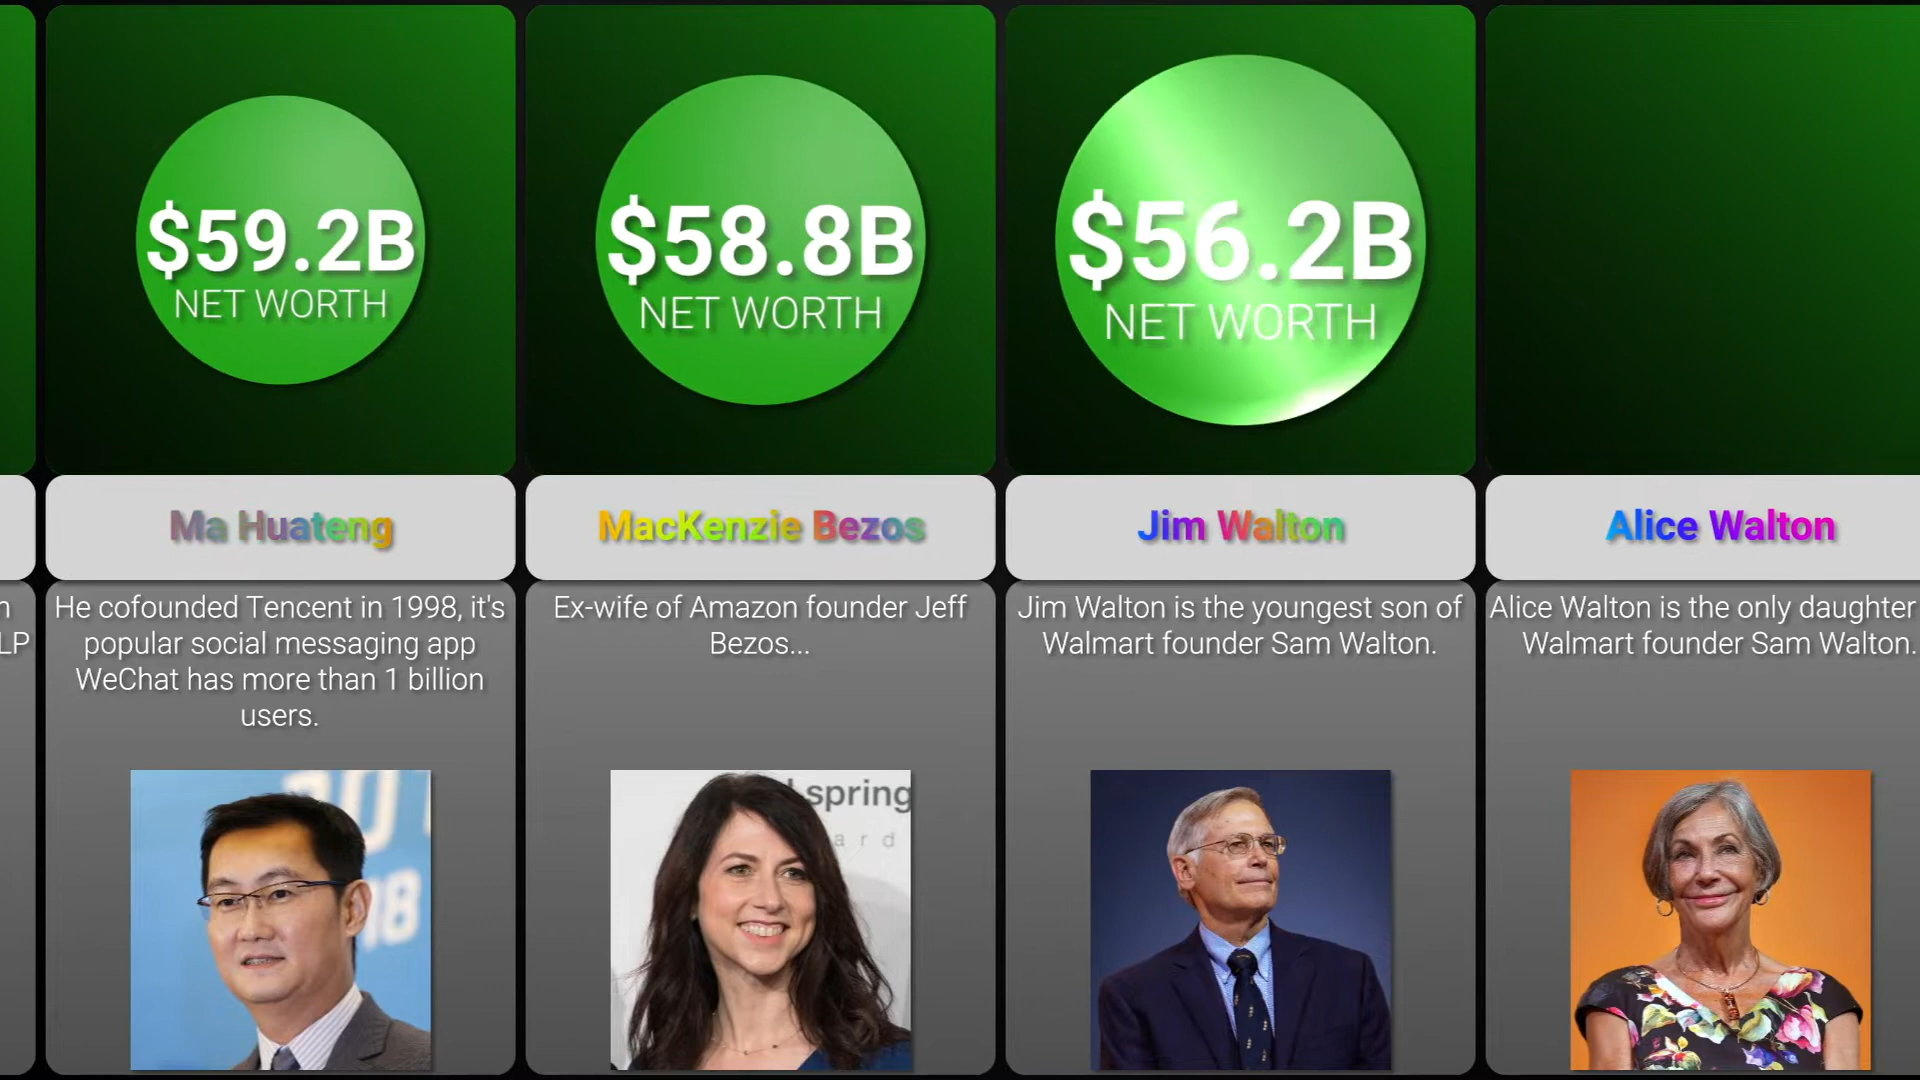 $59.2B
NET WORTH
$58.8B
NET WORTH
$56.2B
NET WORTH
Ma Huateng
MacKenzie Bezos
Jim Walton
Alice Walton
LP
He cofounded Tencent in 1998, it's
popular social messaging app
WeChat has more than 1 billion
users.
Ex-wife of Amazon founder Jeff
Bezos...
Jim Walton is the youngest son of
Walmart founder Sam Walton.
Alice Walton is the only daughter
Walmart founder Sam Walton.
spring
ard
18